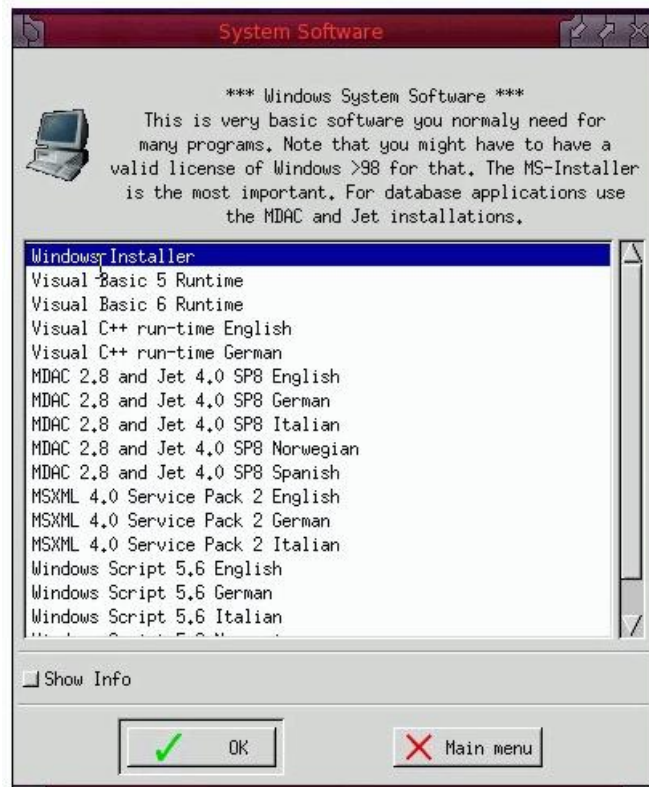 System Software
*** Windows System Software ***
This is very basic software you normaly need for
many programs. Note that you might have to have a
valid license of Windows >98 for that. The MS-Installer
is the most important. For database applications use
the MDAC and Jet installations.
Windows Installer
Visual Basic 5 Runtime
Visual Basic 6 Runtime
Visual C++ run-time English
Visual C++ run-time German
MDAC 2.8 and Jet 4.0 SP8 English
MDAC 2.8 and Jet 4.0 SP8 German
MDAC 2.8 and Jet 4.0 SP8 Italian
MDAC 2.8 and Jet 4.0 SP8 Norwegian
MDAC 2.8 and Jet 4.0 SP8 Spanish
MSXML 4.0 Service Pack 2 English
MSXML 4.0 Service Pack 2 German
MSXML 4.0 Service Pack 2 Italian
Windows Script 5.6 English
Windows Script 5.6 German
Windows Script 5.6 Italian
Show Info
OK
Main menu